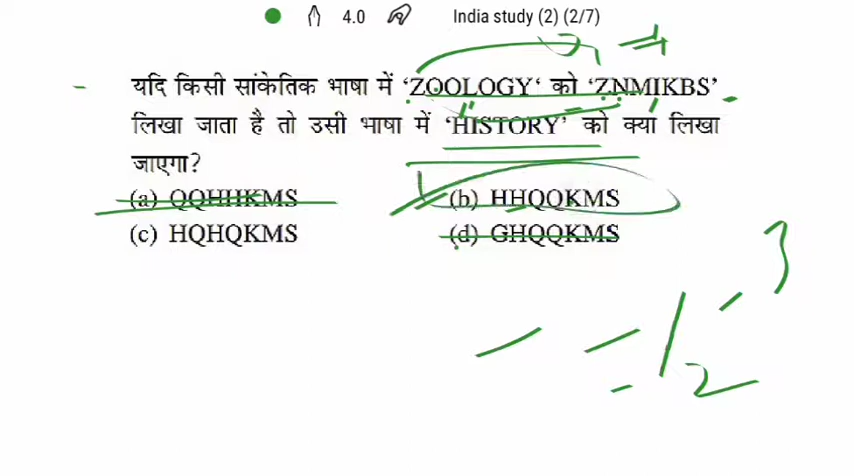 4.0 India study (2) (2/7)
यदि किसी सांकेतिक भाषा में ‘ZOOLOGY‘ को ‘ZNMIKBS’
लिखा जाता है तो उसी भाषा में ‘HISTORY’ को क्या लिखा
जाएगा?
(a) QQHHKMS (b) HHQQKMS
(c) HQHQKMS (d) GHQQKMS